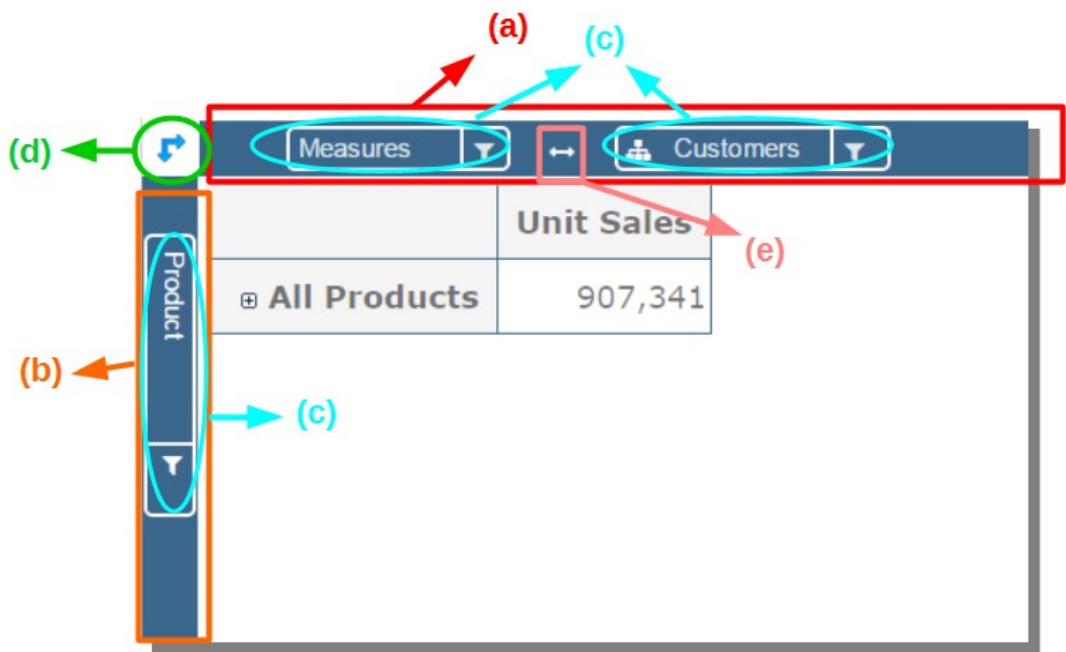 (a)
(c)
(d)
Measures
Customers
Unit Sales
(e)
Product
All Products
907,341
(b)
(c)